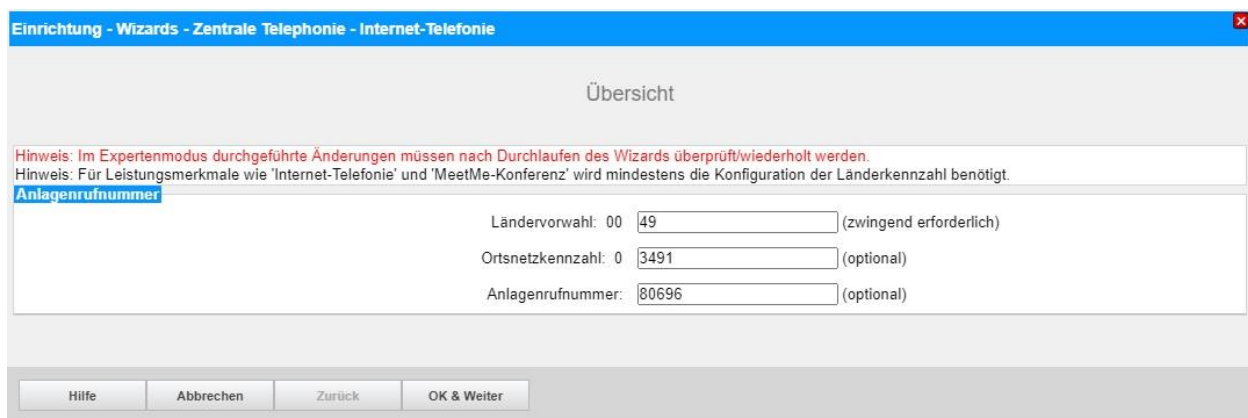 Einrichtung - Wizards - Zentrale Telephonie - Internet-Telefonie
Übersicht
Hinweis: Im Expertenmodus durchgeführte Änderungen müssen nach Durchlaufen des Wizards überprüft/wiederholt werden.
Hinweis: Für Leistungsmerkmale wie 'Internet-Telefonie' und 'MeetMe-Konferenz' wird mindestens die Konfiguration der Länderkennzahl benötigt.
Anlagenrufnummer
Ländervorwahl: 00 49 (zwingend erforderlich)
Ortsnetzkennzahl: 0 3491 (optional)
Anlagenrufnummer: 80696 (optional)
Hilfe Abbrechen Zurück OK & Weiter